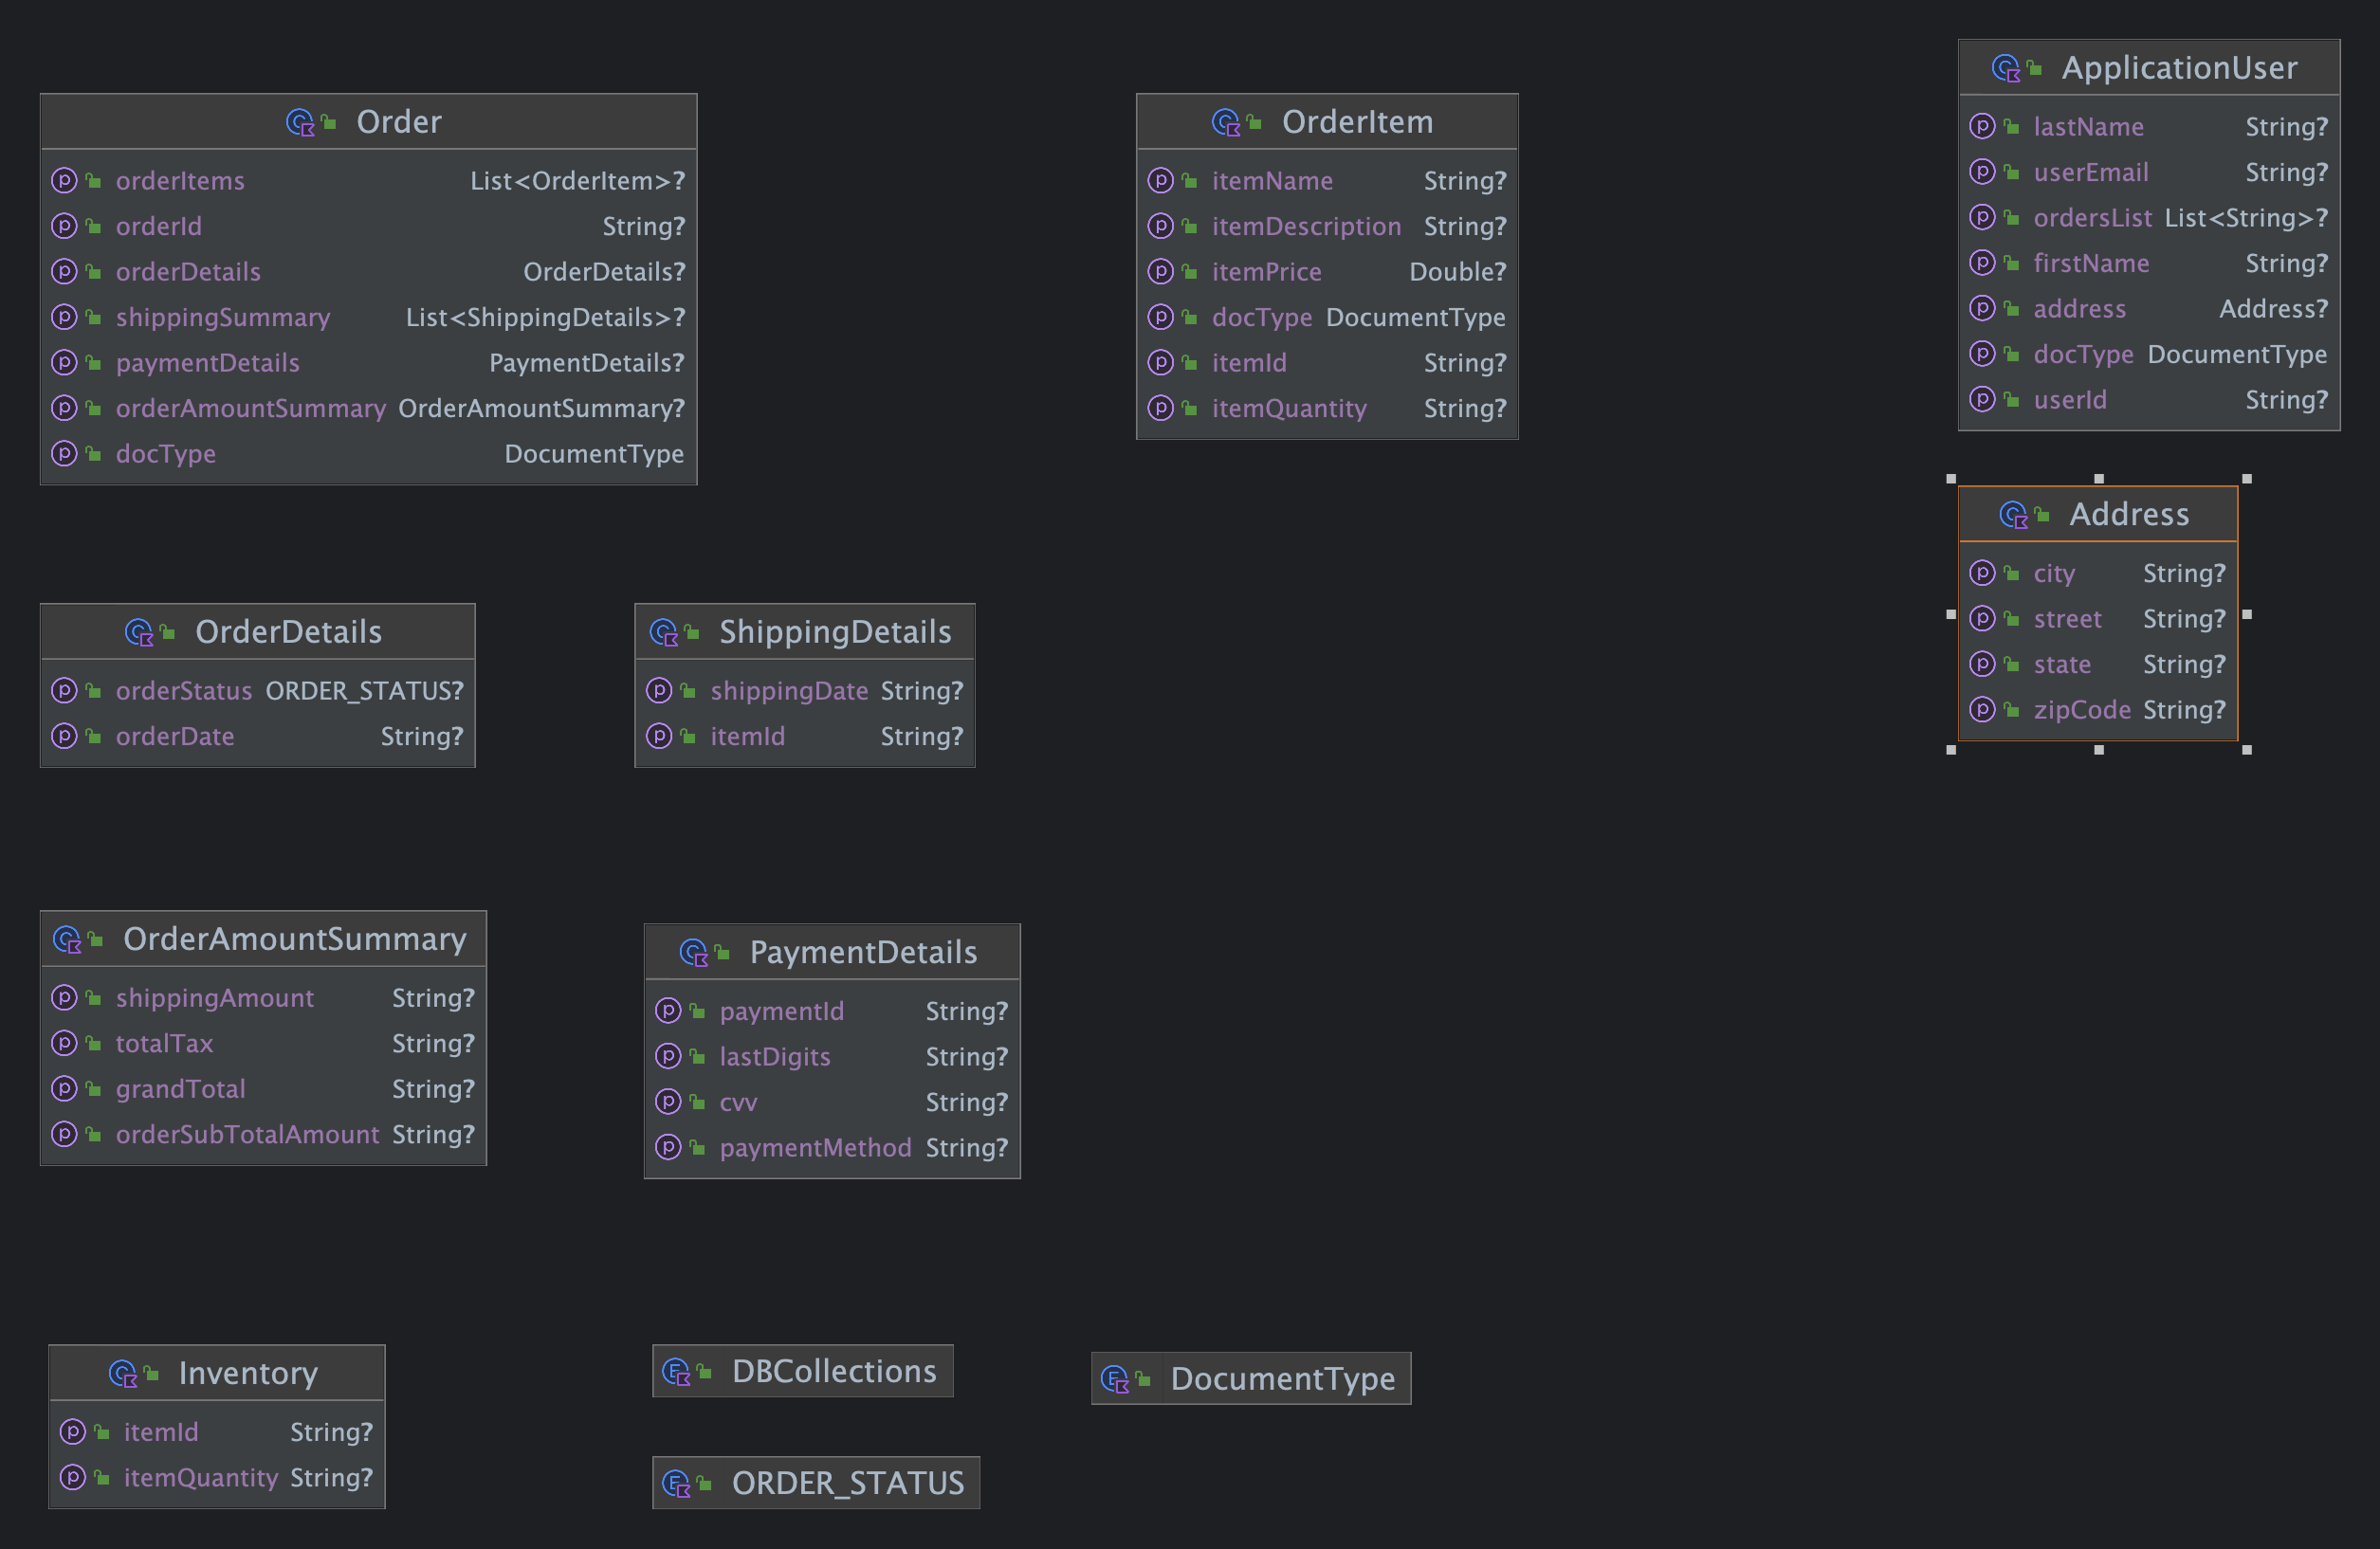 Order
orderItems List<OrderItem>?
orderId String?
orderDetails OrderDetails?
shippingSummary List<ShippingDetails>?
paymentDetails PaymentDetails?
orderAmountSummary OrderAmountSummary?
docType DocumentType
OrderItem
itemName String?
itemDescription String?
itemPrice Double?
docType DocumentType
itemId String?
itemQuantity String?
ApplicationUser
lastName String?
userEmail String?
ordersList List<String>?
firstName String?
address Address?
docType DocumentType
userId String?
Address
city String?
street String?
state String?
zipCode String?
OrderDetails
orderStatus ORDER_STATUS?
orderDate String?
ShippingDetails
shippingDate String?
itemId String?
OrderAmountSummary
shippingAmount String?
totalTax String?
grandTotal String?
orderSubTotalAmount String?
PaymentDetails
paymentId String?
lastDigits String?
cvv String?
paymentMethod String?
Inventory
itemId String?
itemQuantity String?
DBCollections
DocumentType
ORDER_STATUS